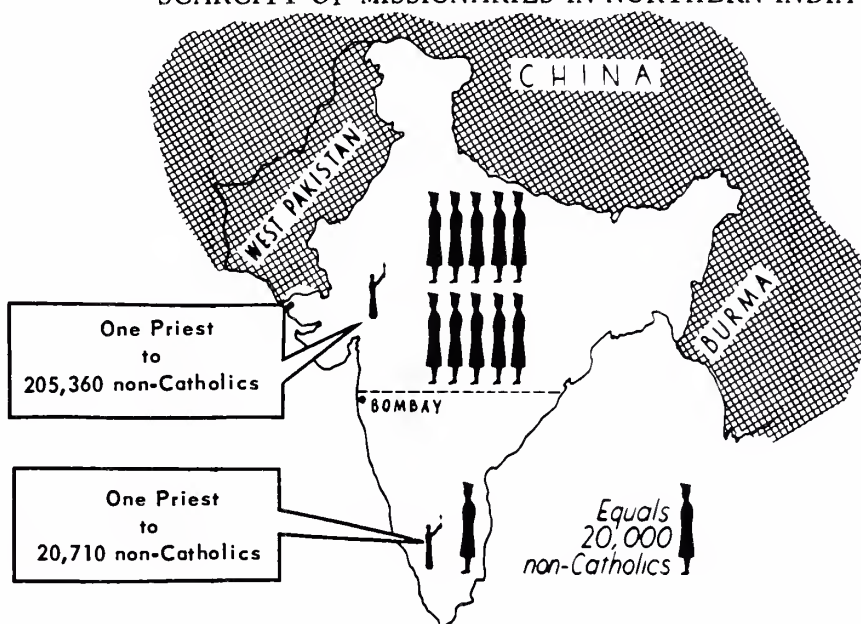 SCARCITY OF MISSIONARIES IN NORTHERN INDIA
CHINA
WEST PAKISTAN
BURMA
One Priest
to
205,360 non-Catholics
BOMBAY
One Priest
to
20,710 non-Catholics
Equals
20,000
non-Catholics